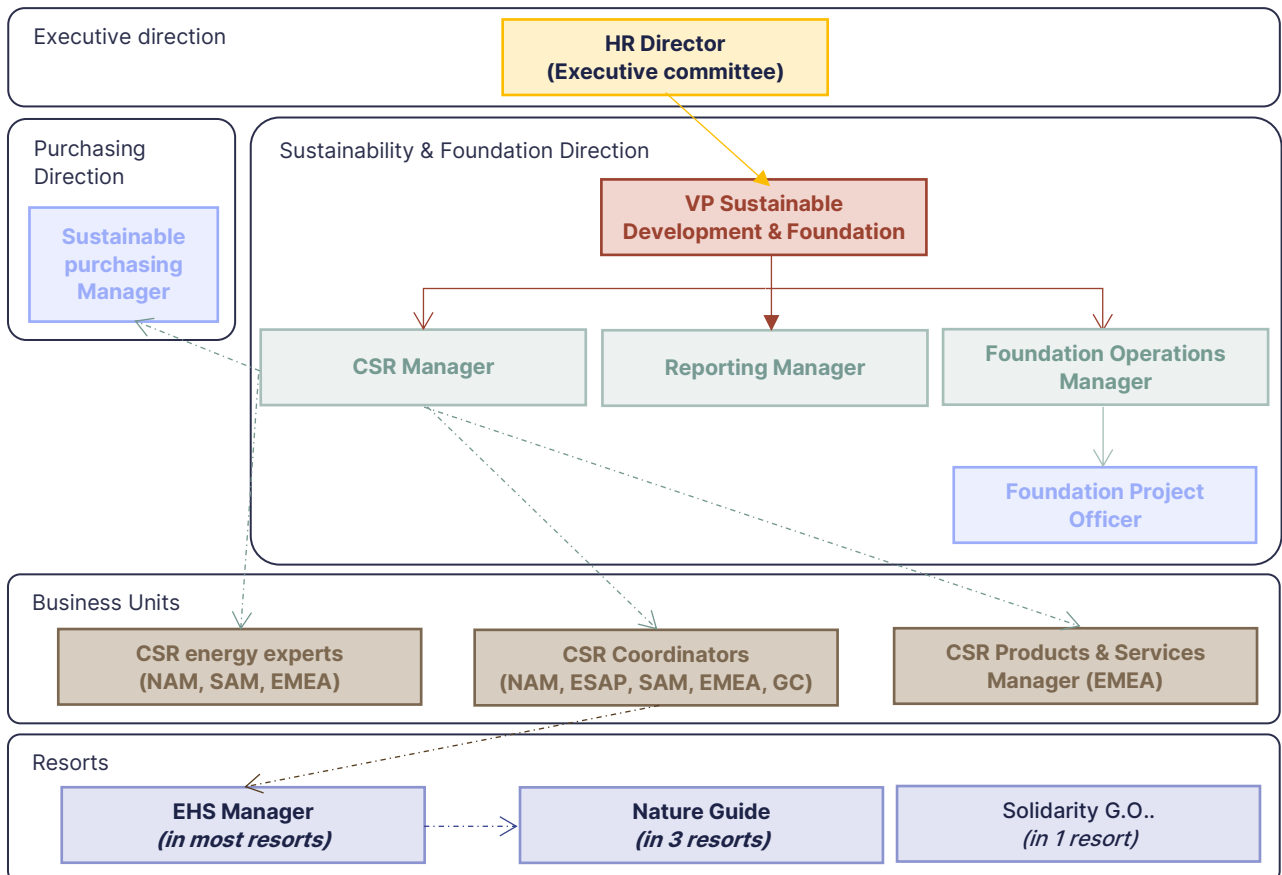 Executive direction
HR Director
(Executive committee)
Purchasing
Direction
Sustainable
purchasing
Manager
Sustainability & Foundation Direction
VP Sustainable
Development & Foundation
CSR Manager
Reporting Manager
Foundation Operations
Manager
Foundation Project
Officer
Business Units
CSR energy experts
(NAM, SAM, EMEA)
CSR Coordinators
(NAM, ESAP, SAM, EMEA, GC)
CSR Products & Services
Manager (EMEA)
Resorts
EHS Manager
(in most resorts)
Nature Guide
(in 3 resorts)
Solidarity G.O..
(in 1 resort)